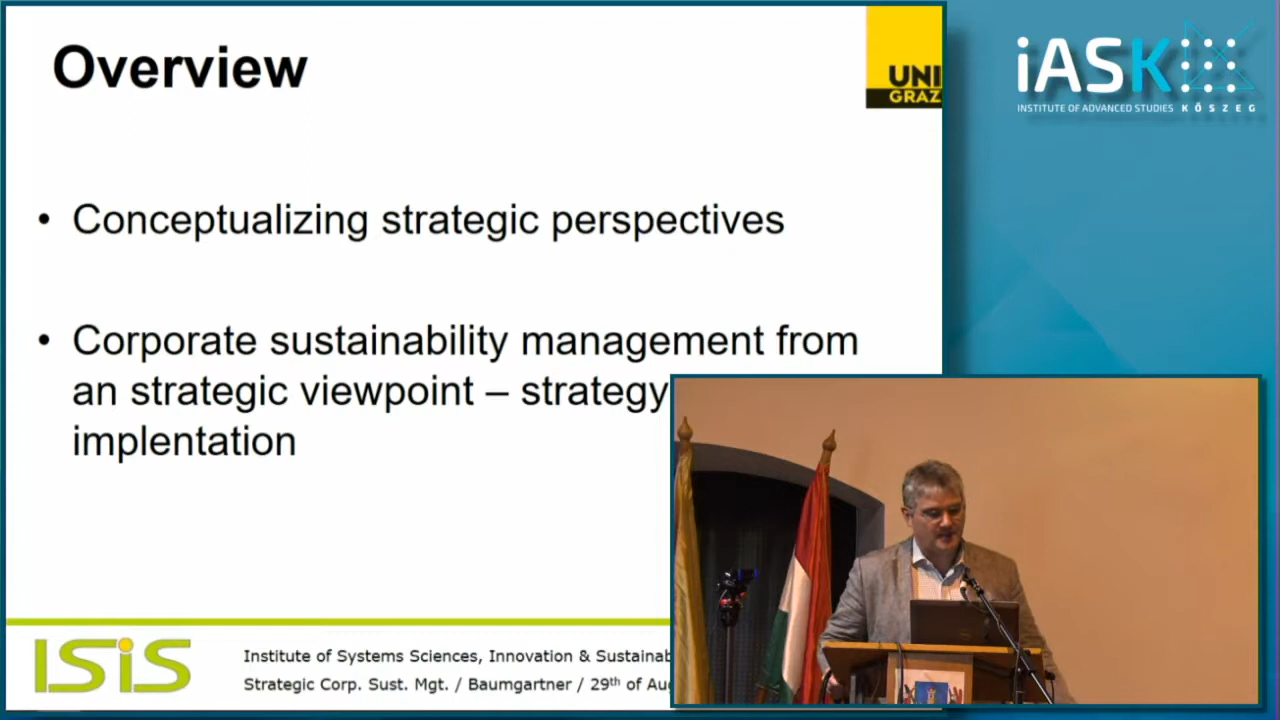 Overview
UNI
GRAZ
iASK
INSTITUTE OF ADVANCED STUDIES KŐSZEG
• Conceptualizing strategic perspectives
• Corporate sustainability management from
an strategic viewpoint – strategy
implentation
ISiS
Institute of Systems Sciences, Innovation & Sustainab
Strategic Corp. Sust. Mgt. / Baumgartner / 29th of Aug